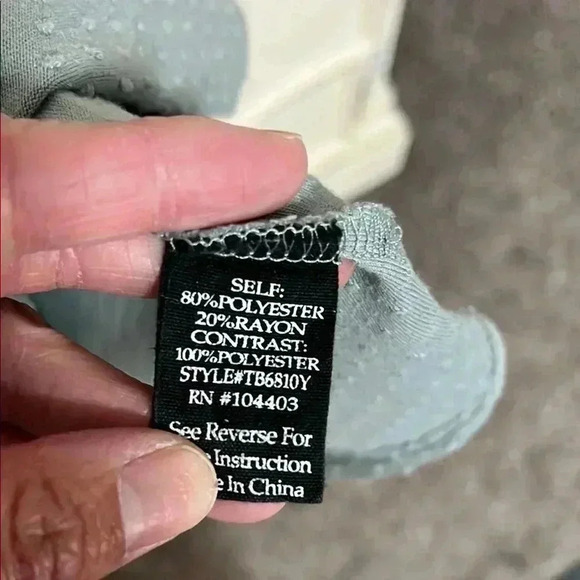 SELF:
80%POLYESTER
20%RAYON
CONTRAST:
100%POLYESTER
STYLE#TB6810Y
RN #104403
See Reverse For
Instruction
In China